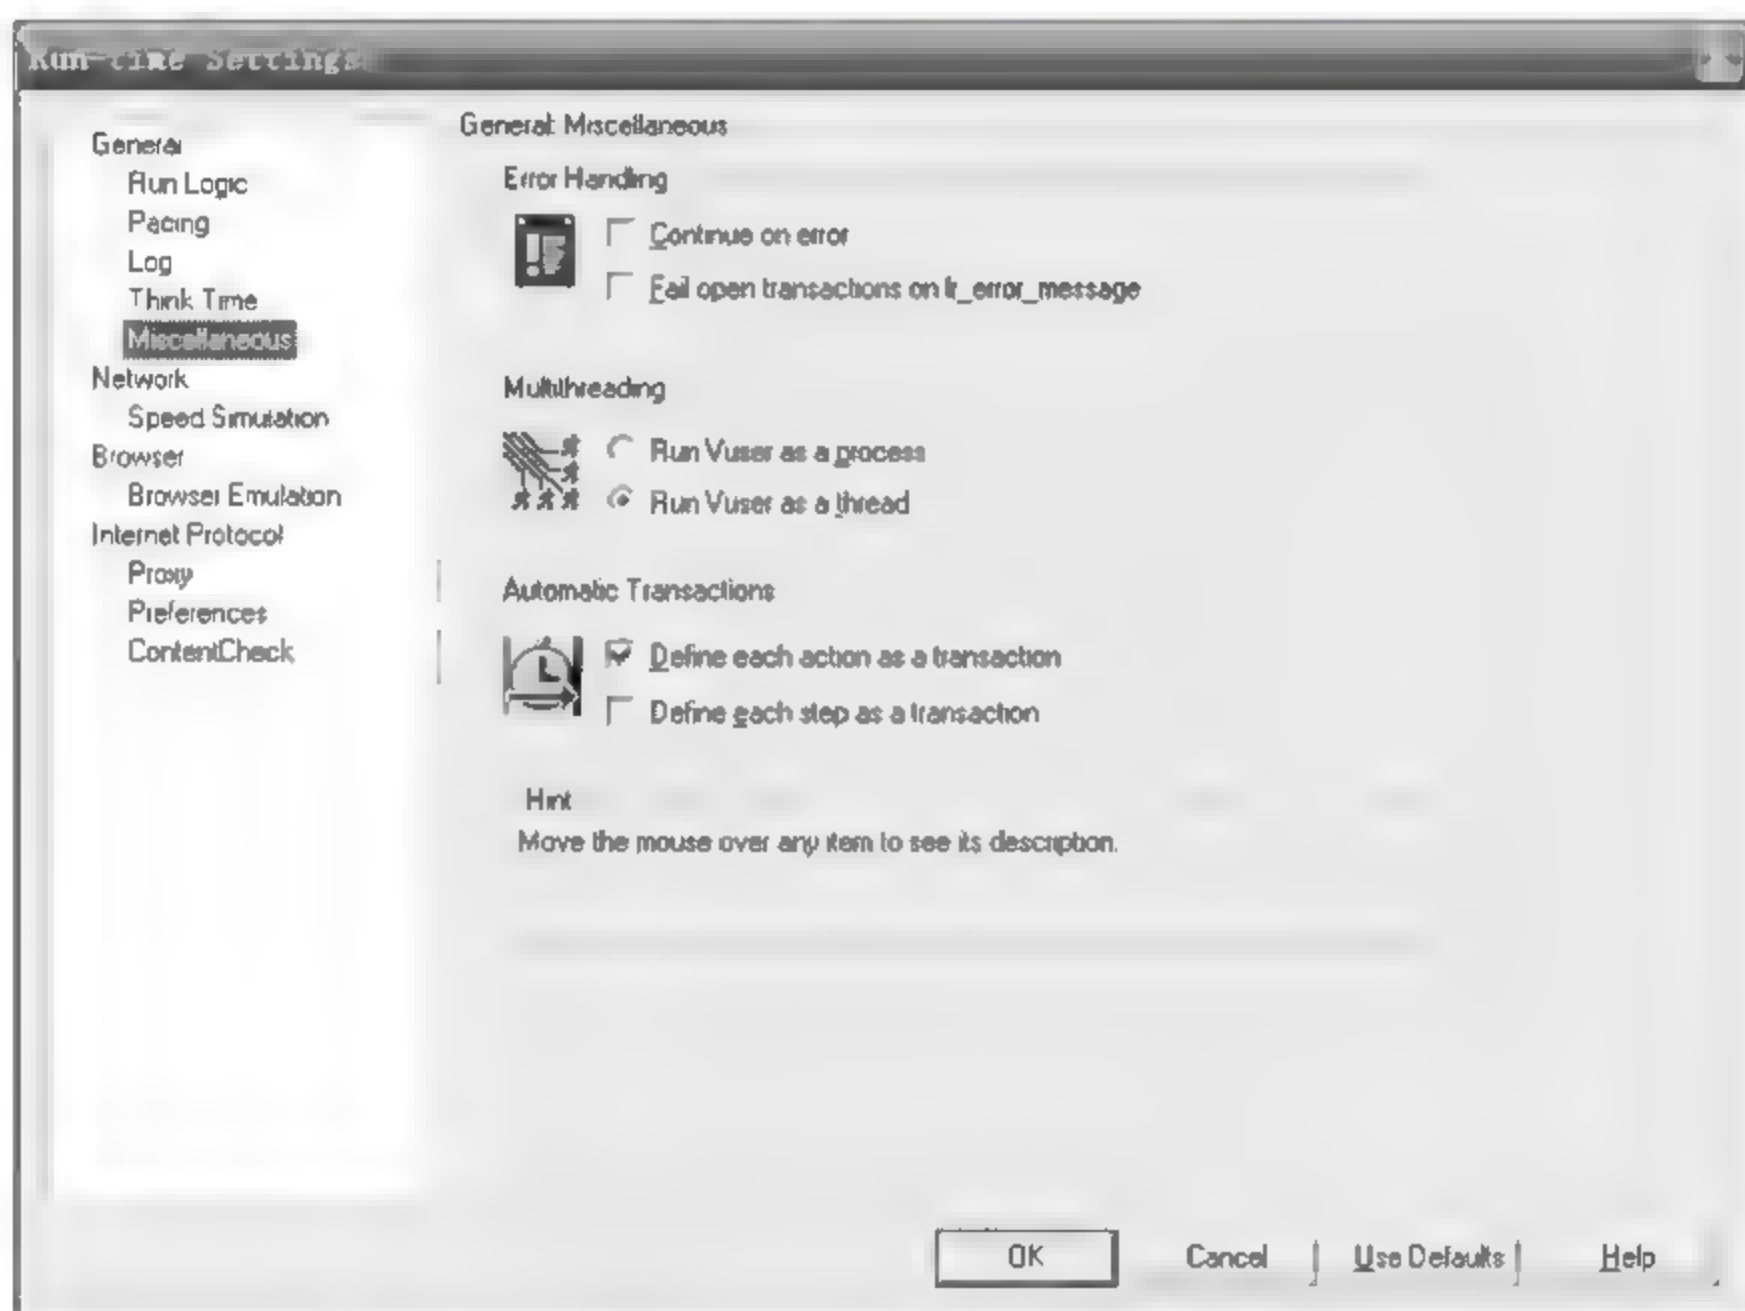 Run-time Settings
General
Run Logic
Pacing
Log
Think Time
Miscellaneous
Network
Speed Simulation
Browser
Browser Emulation
Internet Protocol
Proxy
Preferences
ContentCheck
General: Miscellaneous
Error Handling
Continue on error
Fail open transactions on lr_error_message
Multithreading
Run Vuser as a process
Run Vuser as a thread
Automatic Transactions
Define each action as a transaction
Define each step as a transaction
Hint
Move the mouse over any item to see its description.
OK Cancel Use Defaults Help